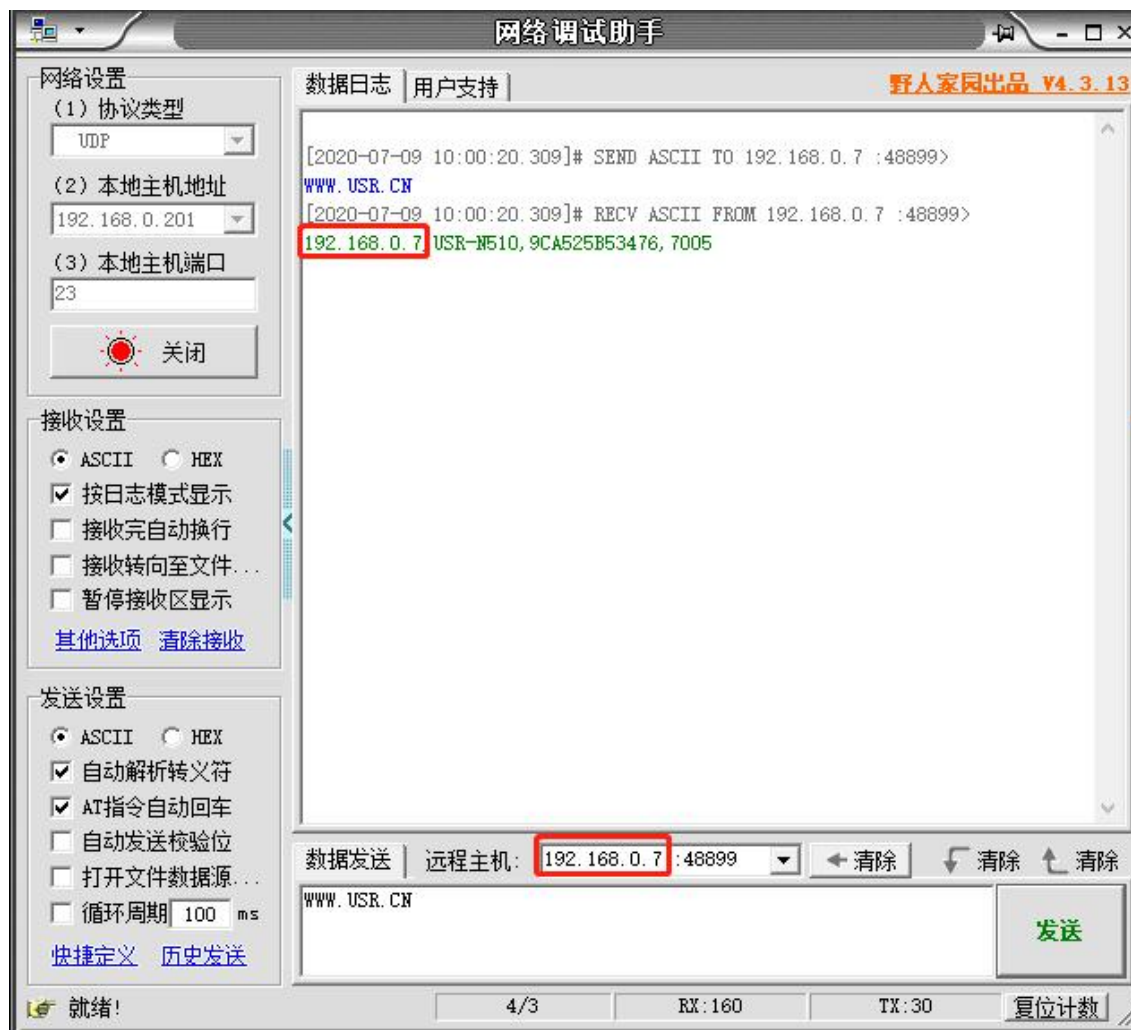 网络调试助手
网络设置
(1) 协议类型
UDP
(2) 本地主机地址
192.168.0.201
(3) 本地主机端口
23
关闭
接收设置
ASCII HEX
按日志模式显示
接收完自动换行
接收转向至文件...
暂停接收区显示
其他选项 清除接收
发送设置
ASCII HEX
自动解析转义符
AT指令自动回车
自动发送校验位
打开文件数据源...
循环周期 100 ms
快捷定义 历史发送
数据日志 用户支持 野人家园出品 V4.3.13
[2020-07-09 10:00:20.309]# SEND ASCII TO 192.168.0.7 :48899>
WWW.USR.CN
[2020-07-09 10:00:20.309]# RECV ASCII FROM 192.168.0.7 :48899>
192.168.0.7,USR-N510,9CA525B53476,7005
数据发送 远程主机: 192.168.0.7 :48899 清除 清除 清除
WWW.USR.CN
发送
就绪! 4/3 RX:160 TX:30 复位计数